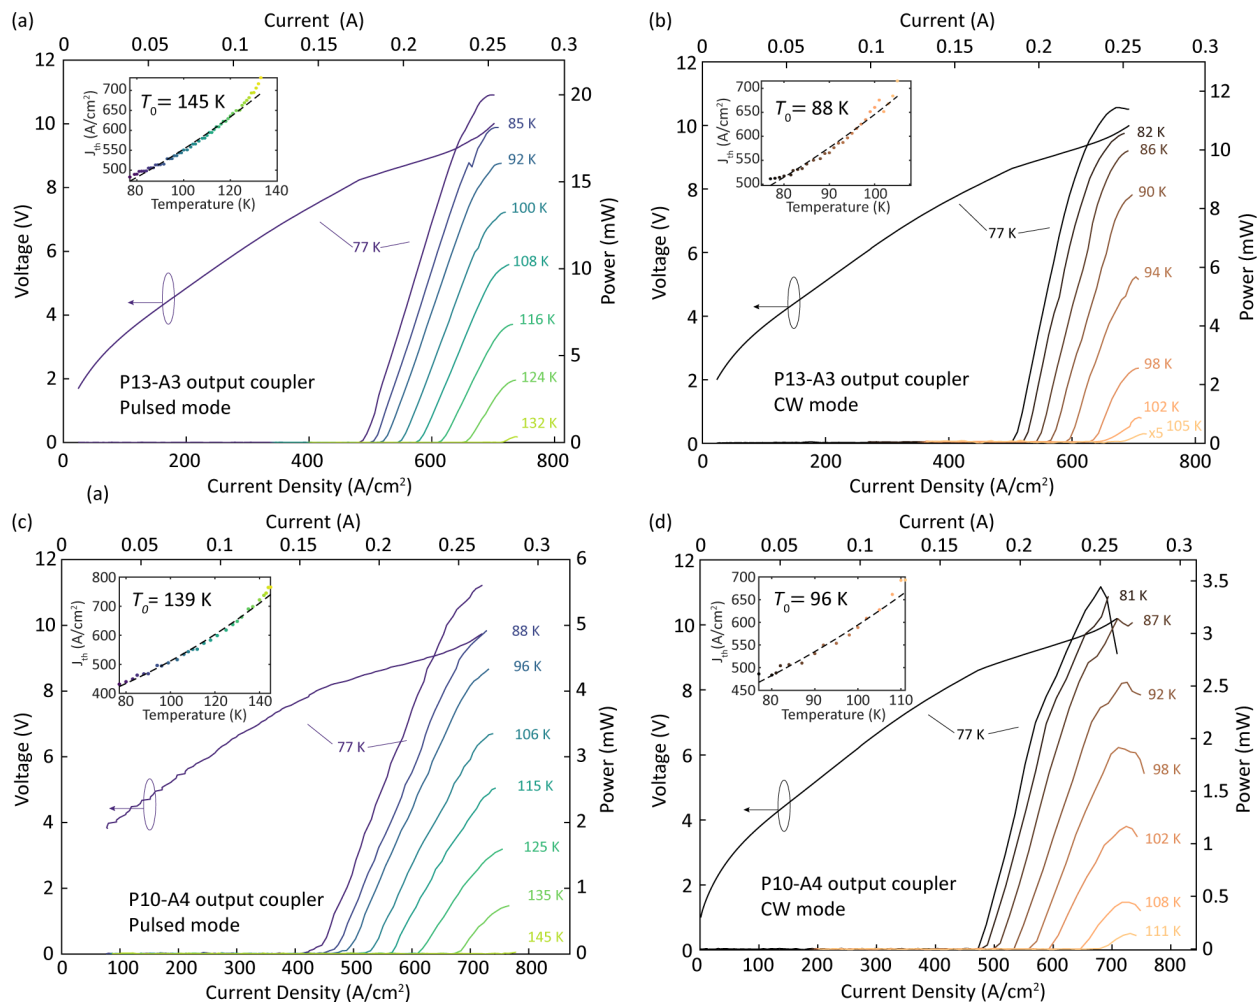 (a)
Current (A)
0 0.05 0.1 0.15 0.2 0.25 0.3
12
10
8
6
4
2
0
Voltage (V)
20
15
10
5
0
Power (mW)
700
650
600
550
500
J_th (A/cm²)
T₀= 145 K
80 100 120 140
Temperature (K)
85 K
92 K
100 K
108 K
116 K
124 K
132 K
77 K
P13-A3 output coupler
Pulsed mode
0 200 400 600 800
Current Density (A/cm²)
(b)
Current (A)
0 0.05 0.1 0.15 0.2 0.25 0.3
12
10
8
6
4
2
0
Voltage (V)
12
10
8
6
4
2
0
Power (mW)
700
650
600
550
500
J_th (A/cm²)
T₀= 88 K
80 90 100
Temperature (K)
82 K
86 K
90 K
94 K
98 K
102 K
x5 105 K
77 K
P13-A3 output coupler
CW mode
0 200 400 600 800
Current Density (A/cm²)
(a)
(c)
Current (A)
0 0.05 0.1 0.15 0.2 0.25 0.3
12
10
8
6
4
2
0
Voltage (V)
6
5
4
3
2
1
0
Power (mW)
800
700
600
500
400
J_th (A/cm²)
T₀= 139 K
80 100 120 140
Temperature (K)
88 K
96 K
106 K
115 K
125 K
135 K
145 K
77 K
P10-A4 output coupler
Pulsed mode
0 100 200 300 400 500 600 700 800
Current Density (A/cm²)
(d)
Current (A)
0 0.05 0.1 0.15 0.2 0.25 0.3
12
10
8
6
4
2
0
Voltage (V)
3.5
3
2.5
2
1.5
1
0.5
0
Power (mW)
700
650
600
550
500
450
J_th (A/cm²)
T₀= 96 K
80 90 100 110
Temperature (K)
81 K
87 K
92 K
98 K
102 K
108 K
111 K
77 K
P10-A4 output coupler
CW mode
0 100 200 300 400 500 600 700 800
Current Density (A/cm²)